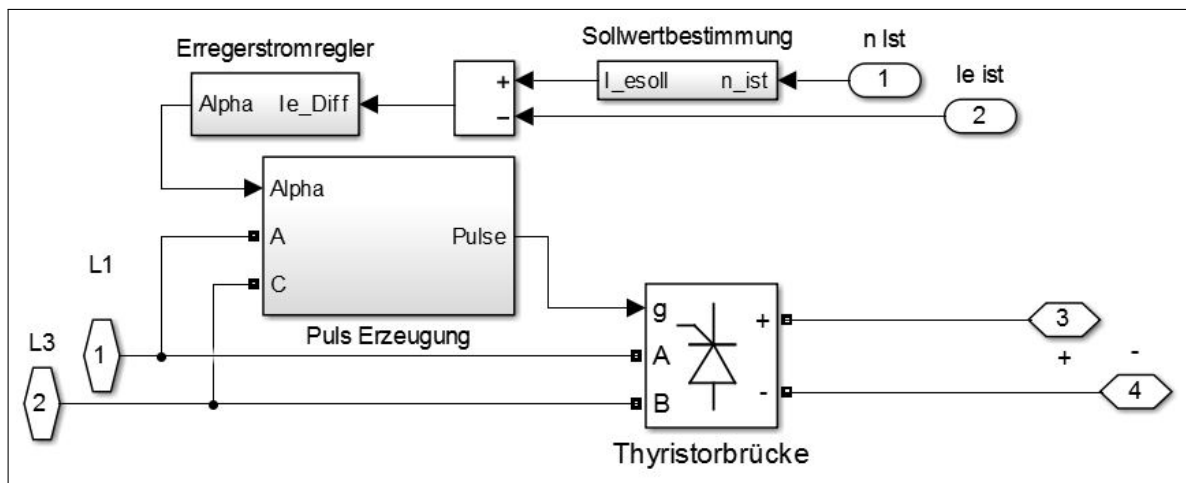 Erregerstromregler
Sollwertbestimmung
n Ist
Ie ist
Alpha Ie_Diff
+
−
I_esoll n_ist
1
2
Alpha
A
C
Pulse
Puls Erzeugung
L1
1
L3
2
g
A
B
+
-
Thyristorbrücke
3
+ -
4